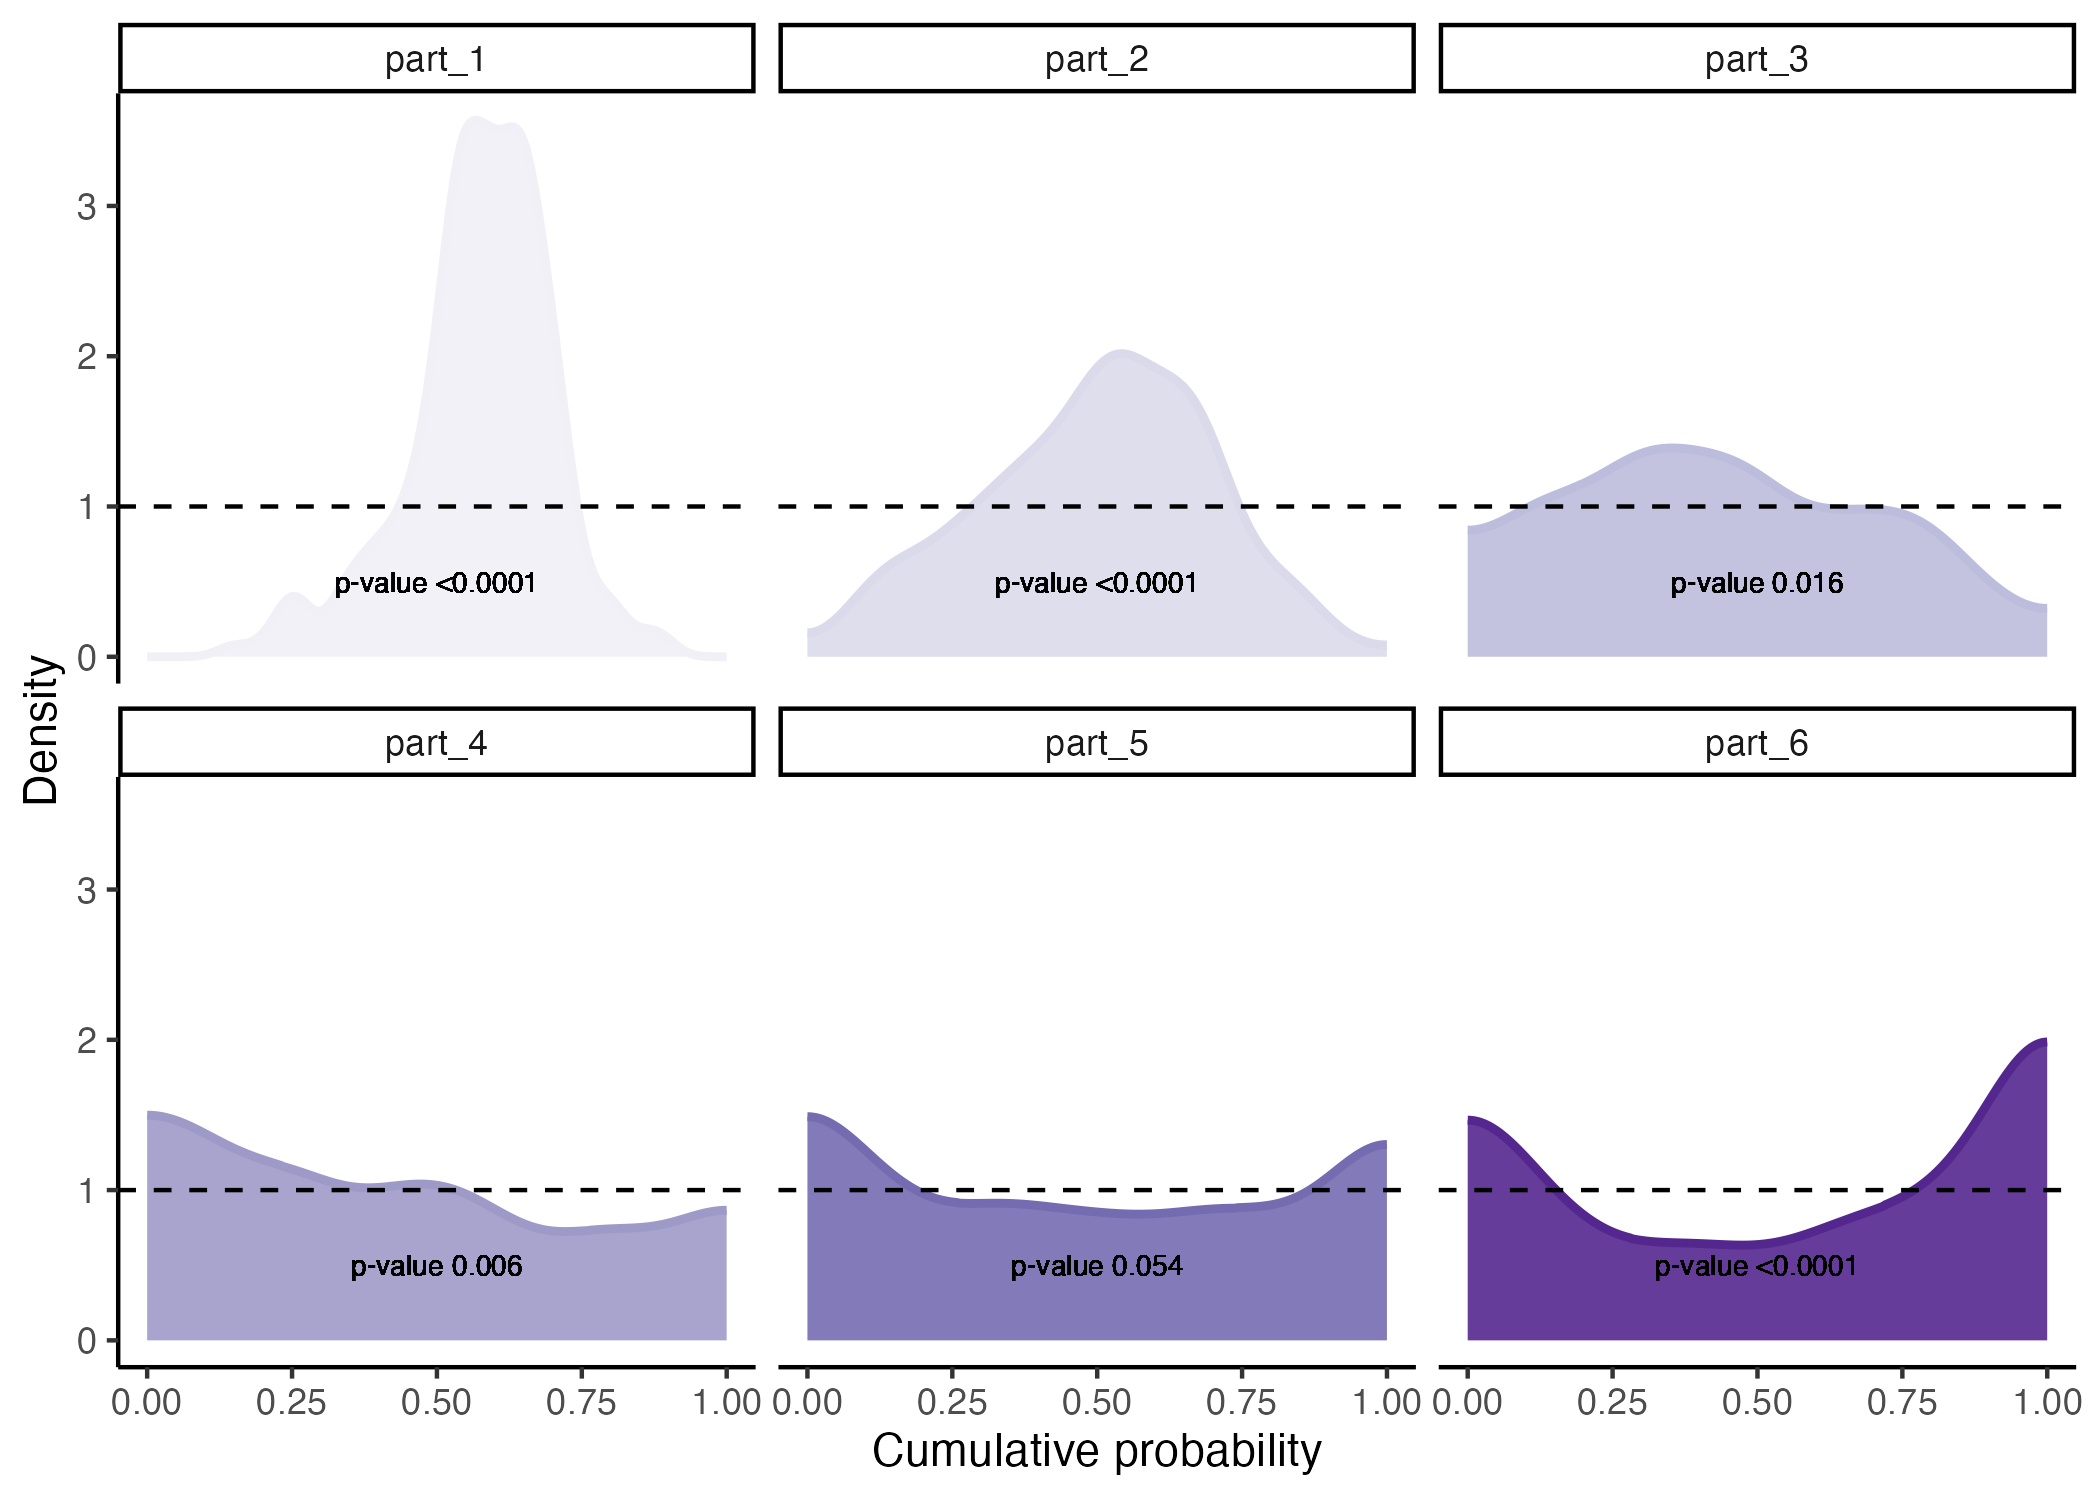 part_1 part_2 part_3
3
2
1
0
p-value <0.0001 p-value <0.0001 p-value 0.016
Density
part_4 part_5 part_6
3
2
1
0
p-value 0.006 p-value 0.054 p-value <0.0001
0.00 0.25 0.50 0.75 1.00 0.00 0.25 0.50 0.75 1.00 0.00 0.25 0.50 0.75 1.00
Cumulative probability